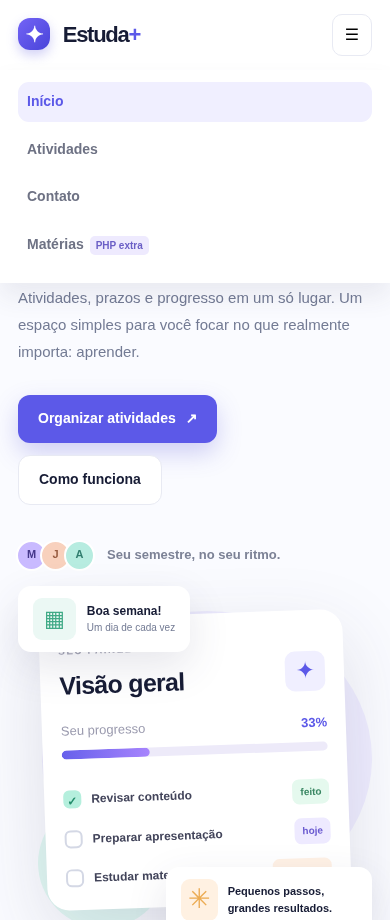 Estuda+
Início
Atividades
Contato
Matérias PHP extra
Atividades, prazos e progresso em um só lugar. Um
espaço simples para você focar no que realmente
importa: aprender.
Organizar atividades ↗
Como funciona
M J A Seu semestre, no seu ritmo.
Boa semana!
Um dia de cada vez
Visão geral
Seu progresso 33%
Revisar conteúdo feito
Preparar apresentação hoje
Estudar
Pequenos passos,
grandes resultados.